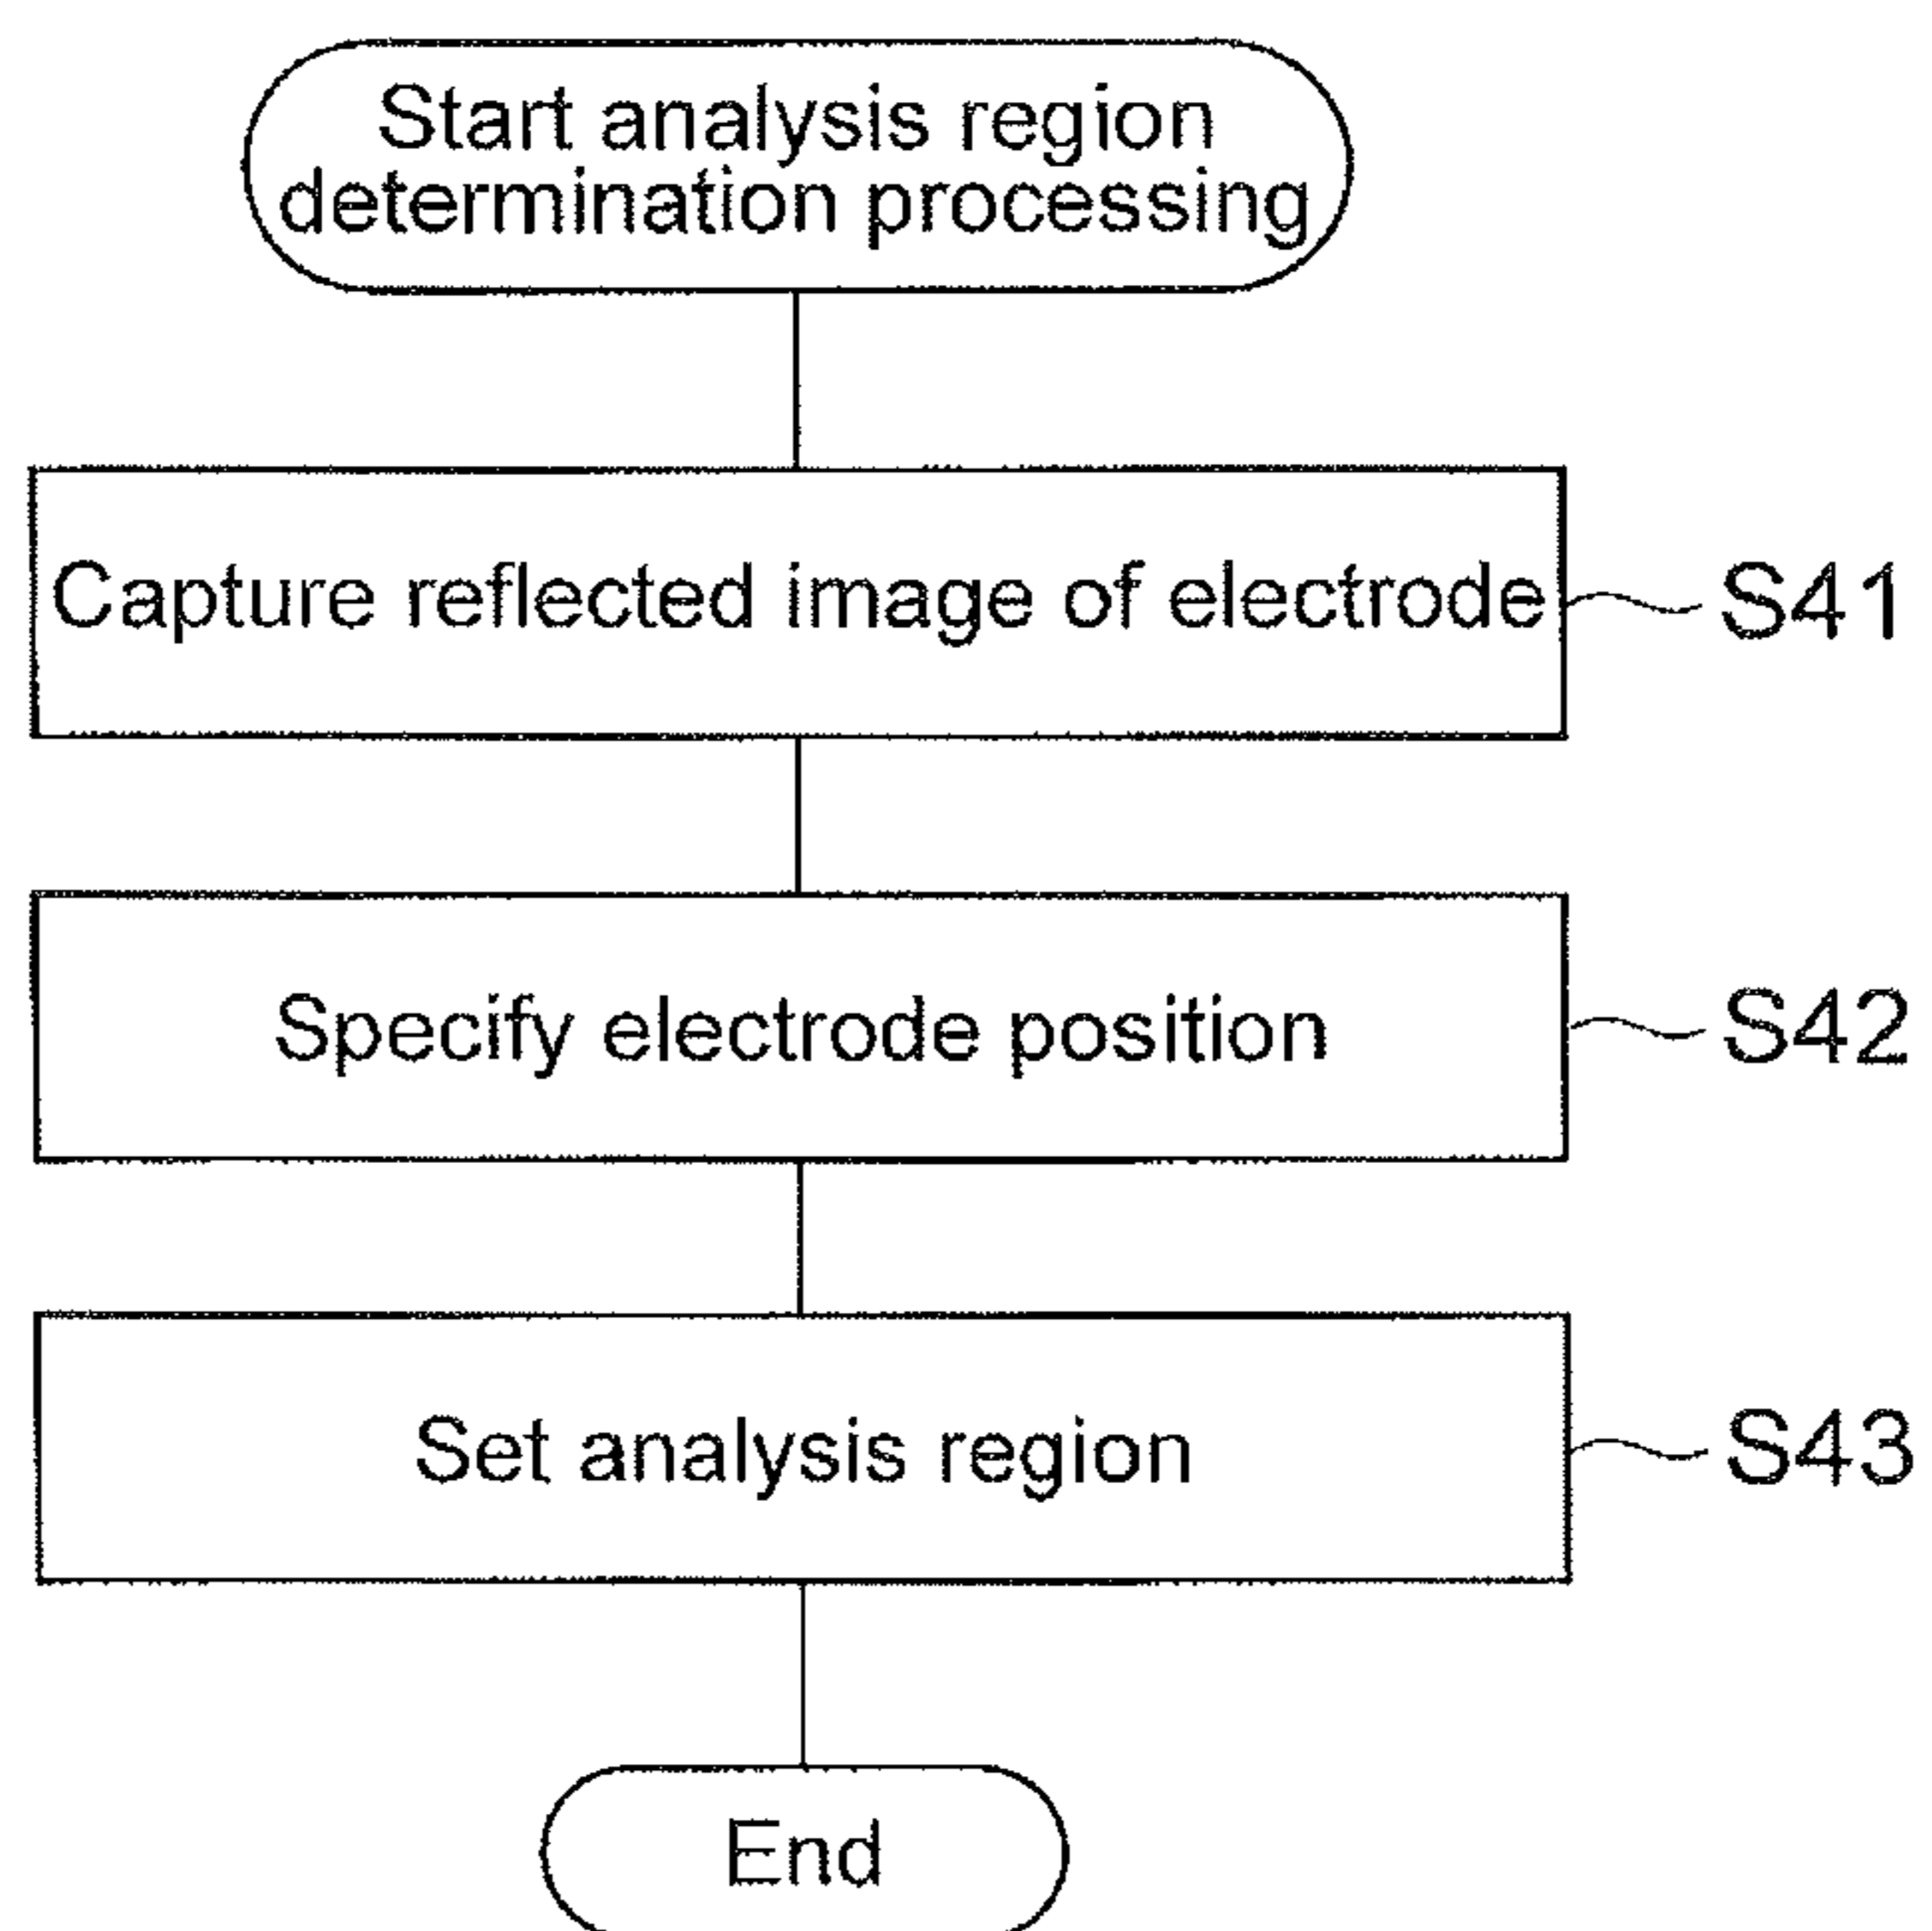 Start analysis region
determination processing
Capture reflected image of electrode
S41
Specify electrode position
S42
Set analysis region
S43
End